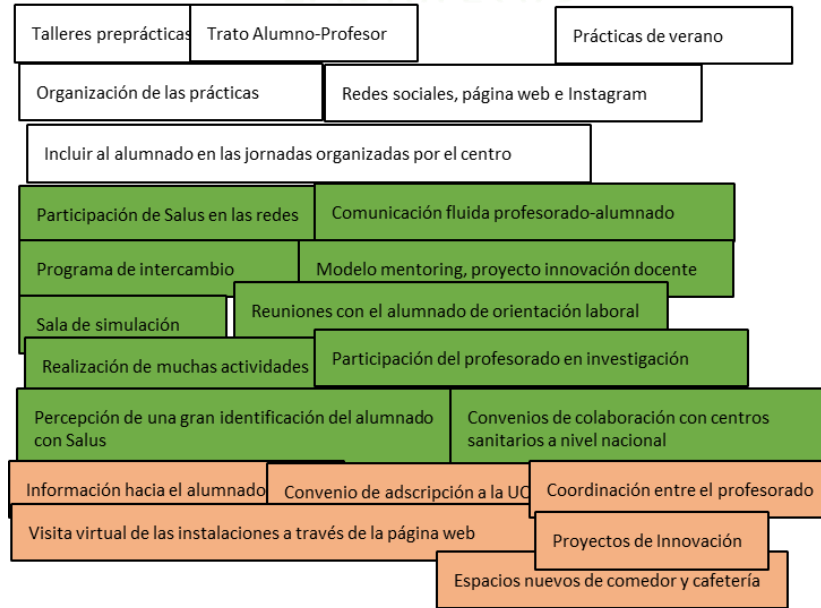 Talleres preprácticas
Trato Alumno-Profesor
Prácticas de verano
Organización de las prácticas
Redes sociales, página web e Instagram
Incluir al alumnado en las jornadas organizadas por el centro
Participación de Salus en las redes
Comunicación fluida profesorado-alumnado
Programa de intercambio
Modelo mentoring, proyecto innovación docente
Sala de simulación
Reuniones con el alumnado de orientación laboral
Realización de muchas actividades
Participación del profesorado en investigación
Percepción de una gran identificación del alumnado
con Salus
Convenios de colaboración con centros
sanitarios a nivel nacional
Información hacia el alumnado
Convenio de adscripción a la
Coordinación entre el profesorado
Visita virtual de las instalaciones a través de la página web
Proyectos de Innovación
Espacios nuevos de comedor y cafetería